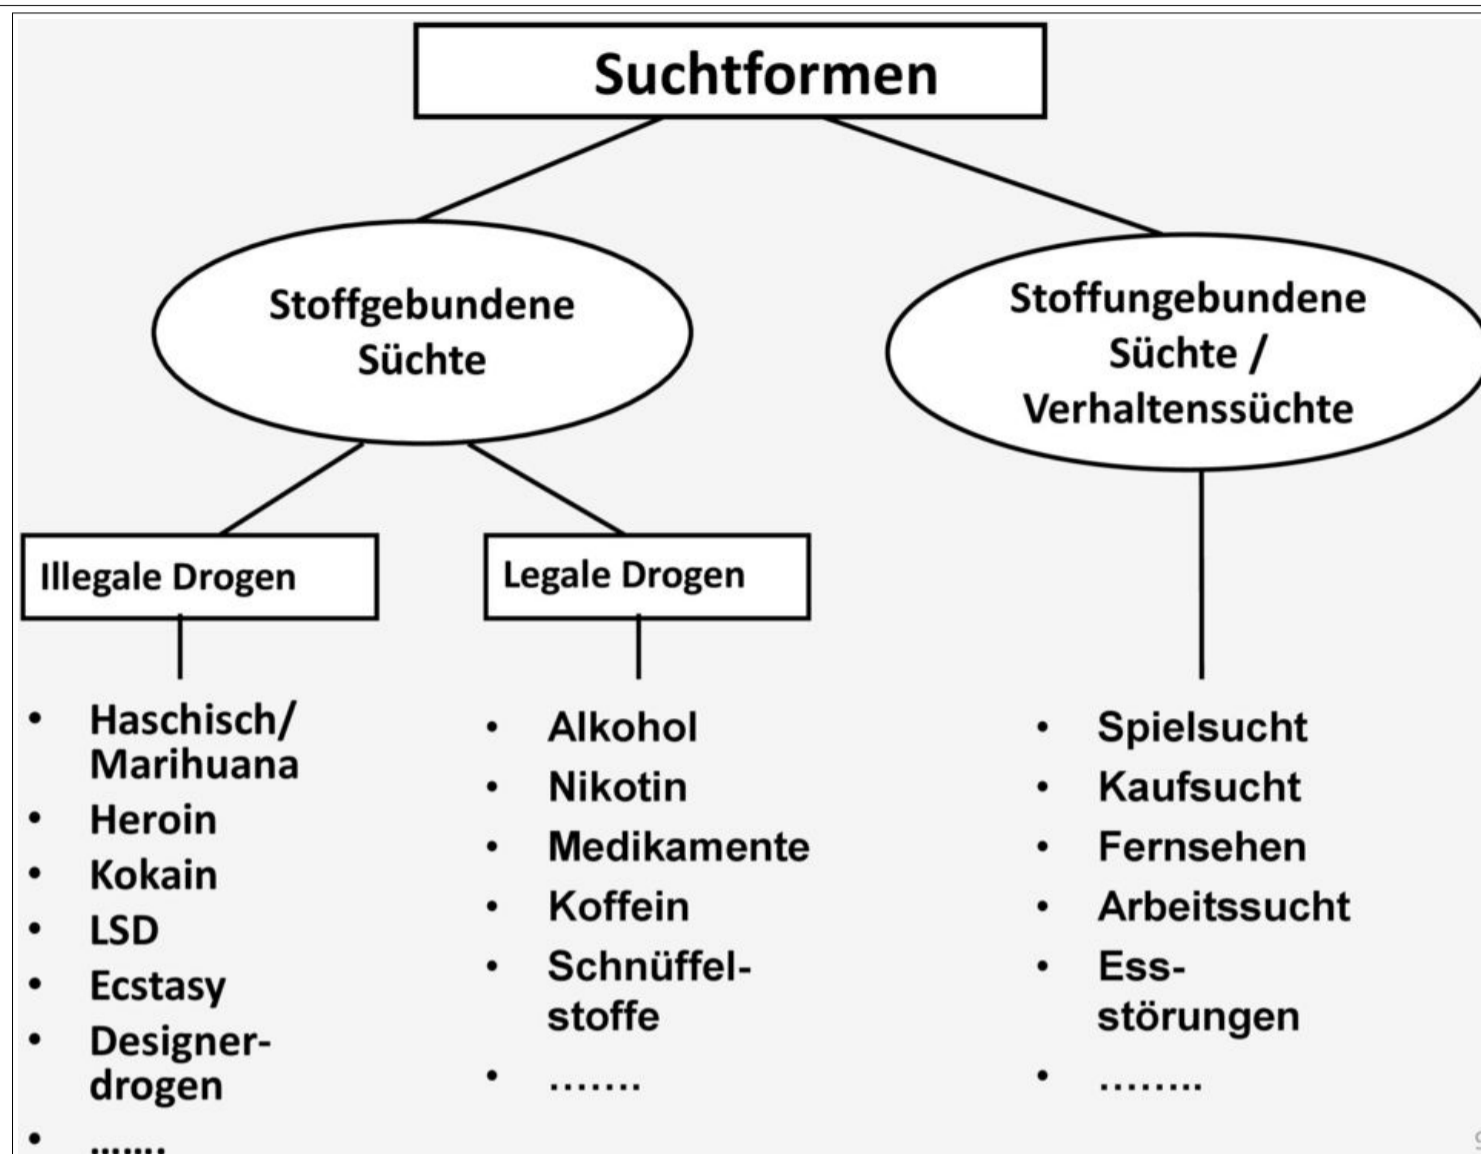 Suchtformen
Stoffgebundene
Süchte
Stoffungebundene
Süchte /
Verhaltenssüchte
Illegale Drogen
• Haschisch/
Marihuana
• Heroin
• Kokain
• LSD
• Ecstasy
• Designer-
drogen
• …….
Legale Drogen
• Alkohol
• Nikotin
• Medikamente
• Koffein
• Schnüffel-
stoffe
• …….
• Spielsucht
• Kaufsucht
• Fernsehen
• Arbeitssucht
• Ess-
störungen
• ……..